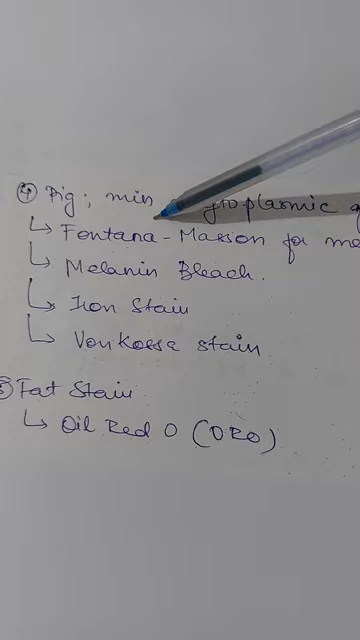 ④ Pig; min ytoplasmic g
↳ Fontana - Masson for me
↳ Melanin Bleach.
↳ Iron Stain
↳ Von Kossa stain
⑤ Fat Stain
↳ Oil Red O (ORO)